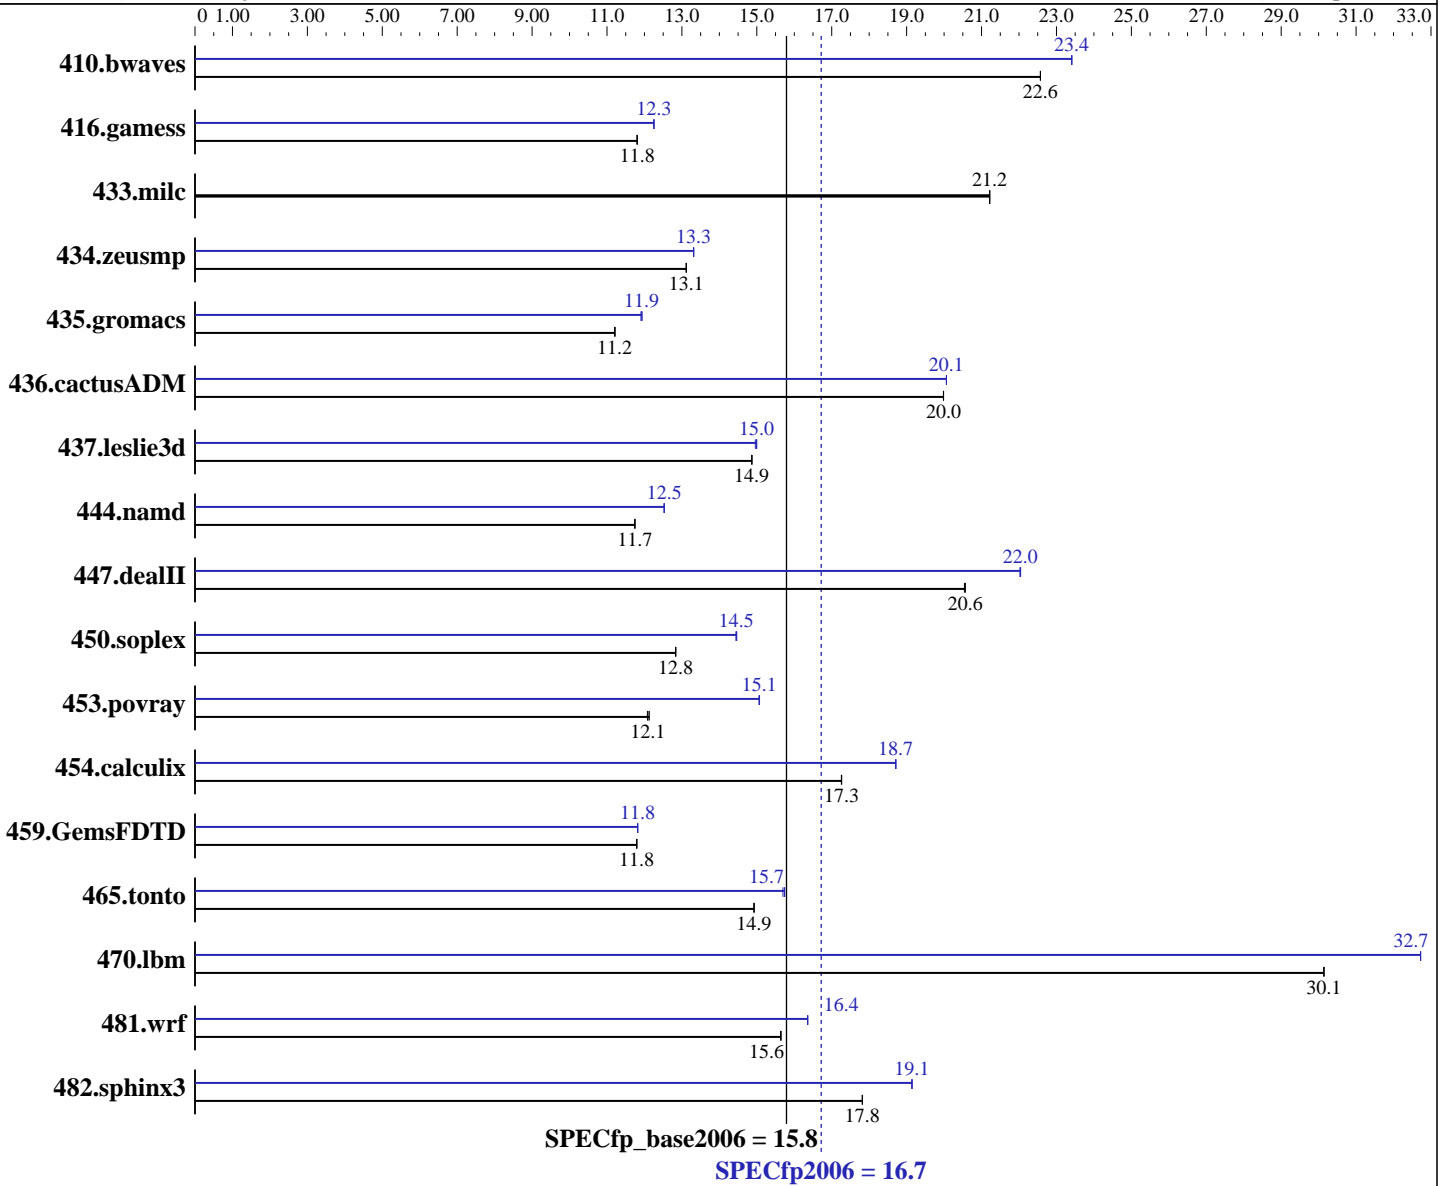 0 1.00 3.00 5.00 7.00 9.00 11.0 13.0 15.0 17.0 19.0 21.0 23.0 25.0 27.0 29.0 31.0 33.0
23.4
410.bwaves
22.6
12.3
416.gamess
11.8
21.2
433.milc
13.3
434.zeusmp
13.1
11.9
435.gromacs
11.2
20.1
436.cactusADM
20.0
15.0
437.leslie3d
14.9
12.5
444.namd
11.7
22.0
447.dealII
20.6
14.5
450.soplex
12.8
15.1
453.povray
12.1
18.7
454.calculix
17.3
11.8
459.GemsFDTD
11.8
15.7
465.tonto
14.9
32.7
470.lbm
30.1
16.4
481.wrf
15.6
19.1
482.sphinx3
17.8
SPECfp_base2006 = 15.8
SPECfp2006 = 16.7